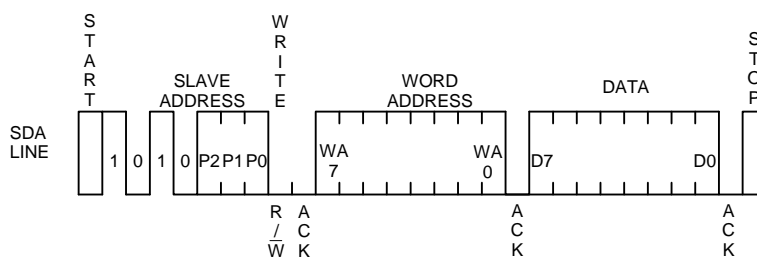 START
WRITE
STOP
SLAVE
ADDRESS
WORD
ADDRESS
DATA
SDA
LINE
1 0 1 0 P2 P1 P0
WA
7
WA
0
D7
D0
R/W
ACK
ACK
ACK